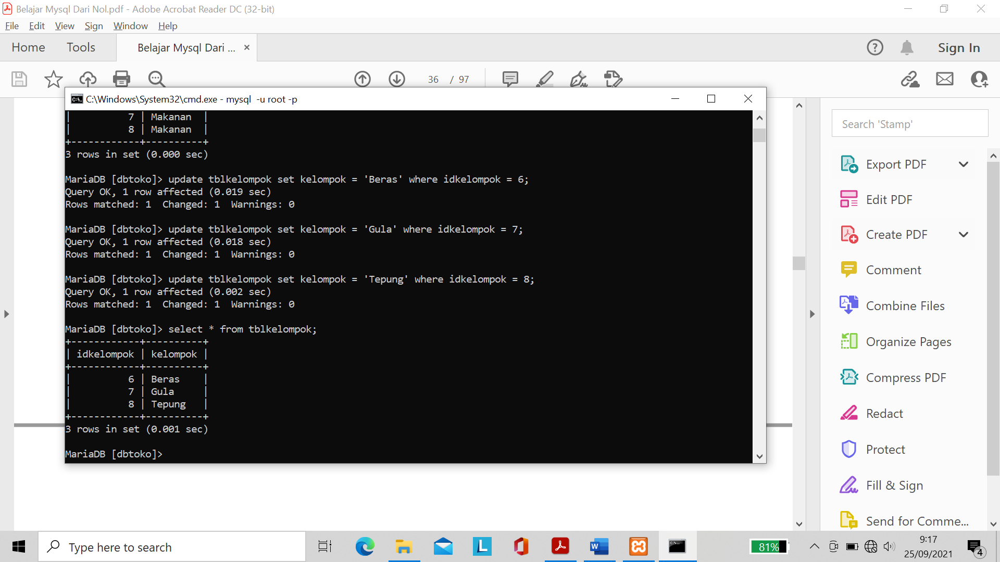 Belajar Mysql Dari Nol.pdf - Adobe Acrobat Reader DC (32-bit)
File Edit View Sign Window Help
Home Tools Belajar Mysql Dari ... × Sign In
36 / 97
C:\Windows\System32\cmd.exe - mysql  -u root -p
|          7 | Makanan  |
|          8 | Makanan  |
+------------+----------+
3 rows in set (0.000 sec)
MariaDB [dbtoko]> update tblkelompok set kelompok = 'Beras' where idkelompok = 6;
Query OK, 1 row affected (0.019 sec)
Rows matched: 1  Changed: 1  Warnings: 0
MariaDB [dbtoko]> update tblkelompok set kelompok = 'Gula' where idkelompok = 7;
Query OK, 1 row affected (0.018 sec)
Rows matched: 1  Changed: 1  Warnings: 0
MariaDB [dbtoko]> update tblkelompok set kelompok = 'Tepung' where idkelompok = 8;
Query OK, 1 row affected (0.002 sec)
Rows matched: 1  Changed: 1  Warnings: 0
MariaDB [dbtoko]> select * from tblkelompok;
+------------+----------+
| idkelompok | kelompok |
+------------+----------+
|          6 | Beras    |
|          7 | Gula     |
|          8 | Tepung   |
+------------+----------+
3 rows in set (0.001 sec)
MariaDB [dbtoko]>
Search 'Stamp'
Export PDF
Edit PDF
Create PDF
Comment
Combine Files
Organize Pages
Compress PDF
Redact
Protect
Fill & Sign
Send for Comme...
Type here to search
81%
9:17
25/09/2021
4